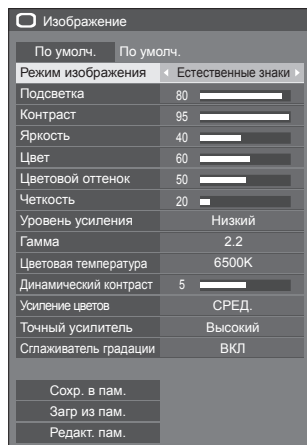 Изображение
По умолч. По умолч.
Режим изображения Естественные знаки
Подсветка 80
Контраст 95
Яркость 40
Цвет 60
Цветовой оттенок 50
Четкость 20
Уровень усиления Низкий
Гамма 2.2
Цветовая температура 6500K
Динамический контраст 5
Усиление цветов СРЕД.
Точный усилитель Высокий
Сглаживатель градации ВКЛ
Сохр. в пам.
Загр из пам.
Редакт. пам.